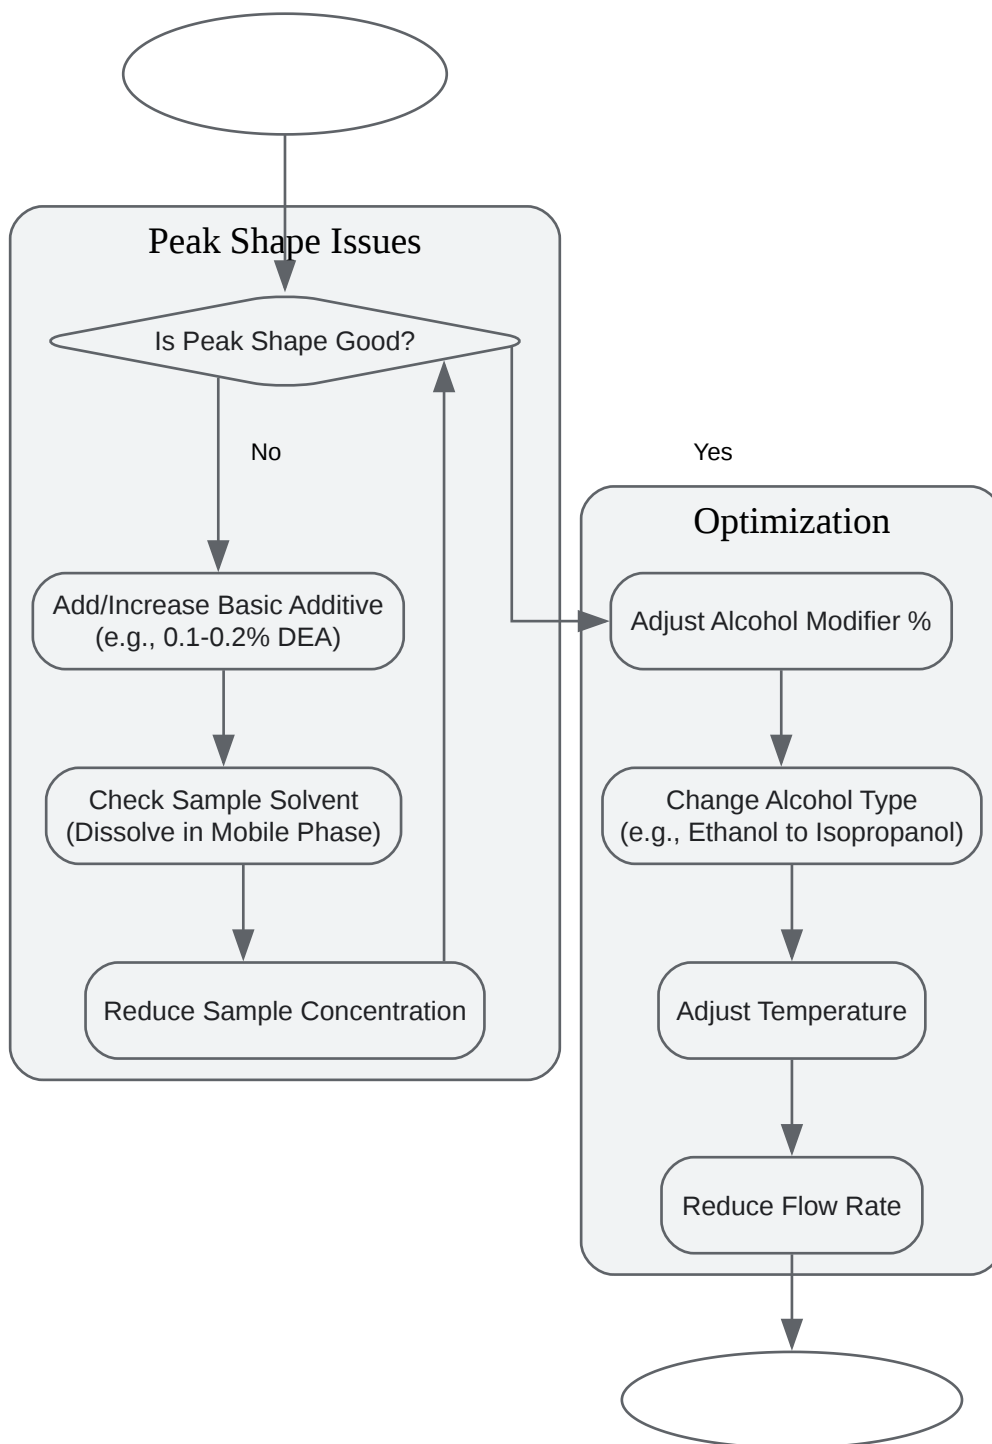 Peak Shape Issues
Is Peak Shape Good?
No
Yes
Add/Increase Basic Additive
(e.g., 0.1-0.2% DEA)
Check Sample Solvent
(Dissolve in Mobile Phase)
Reduce Sample Concentration
Optimization
Adjust Alcohol Modifier %
Change Alcohol Type
(e.g., Ethanol to Isopropanol)
Adjust Temperature
Reduce Flow Rate